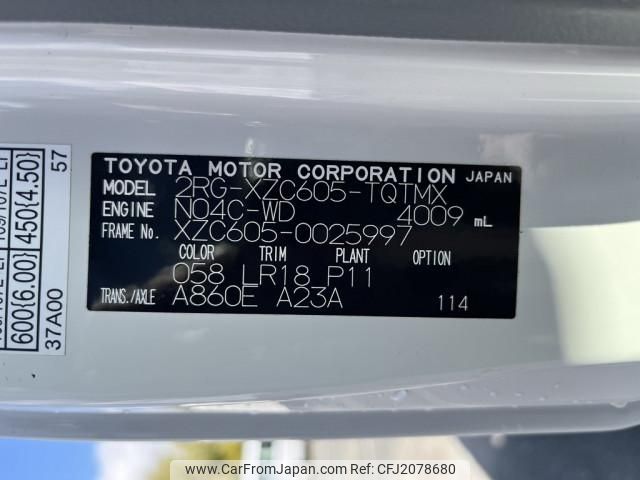 TOYOTA MOTOR CORPORATION JAPAN
MODEL 2RG-XZC605-TQTMX
ENGINE N04C-WD 4009 mL
FRAME No. XZC605-0025997
COLOR TRIM PLANT OPTION
058 LR18 P11
TRANS./AXLE A860E A23A 114
600(6.00) 450(4.50)
37A00 57
www.CarFromJapan.com | Photo ID: CFJ2078680